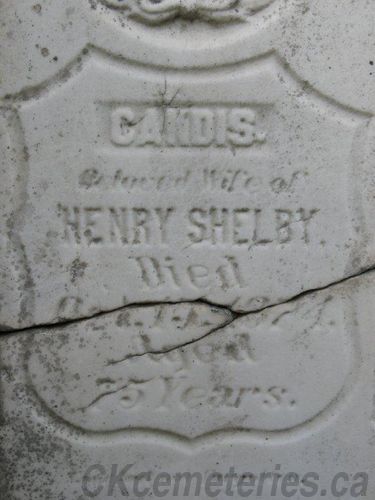 CANDIS.
Beloved Wife of
HENRY SHELBY.
Died
Aged
75 Years.
CKcemeteries.ca